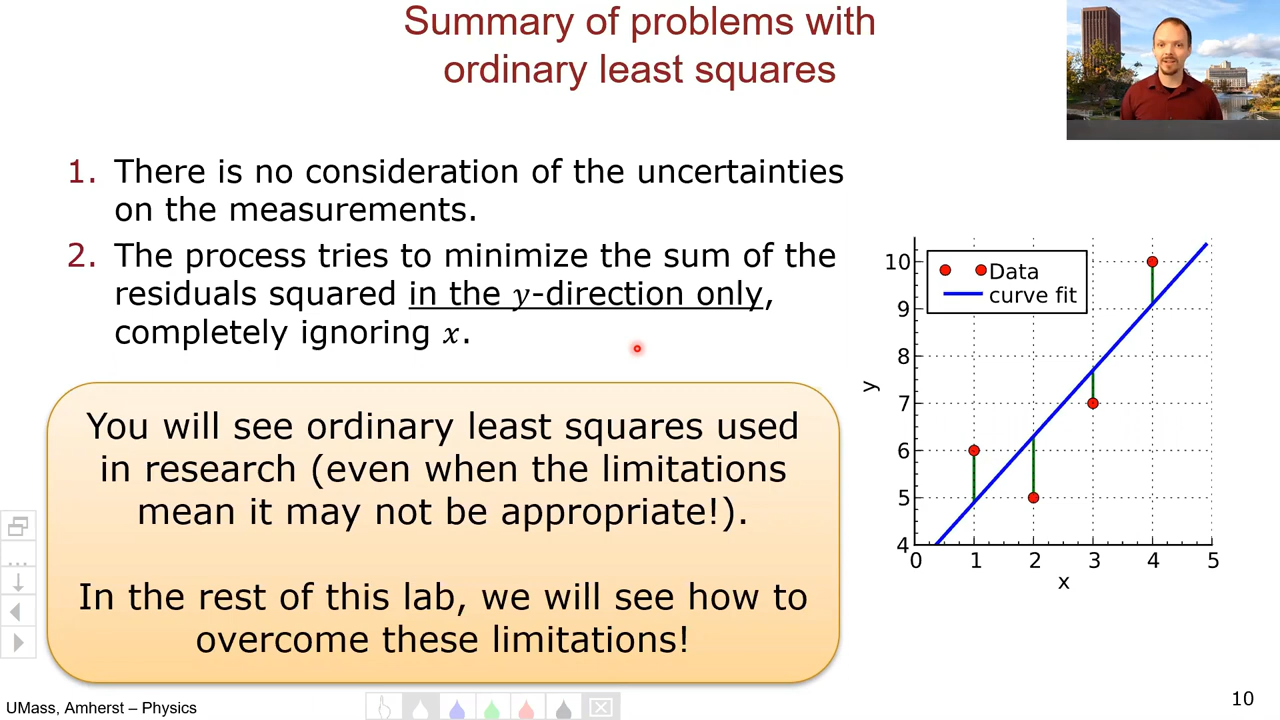 Summary of problems with
ordinary least squares
1. There is no consideration of the uncertainties
on the measurements.
2. The process tries to minimize the sum of the
residuals squared in the y-direction only,
completely ignoring x.
You will see ordinary least squares used
in research (even when the limitations
mean it may not be appropriate!).
In the rest of this lab, we will see how to
overcome these limitations!
Data
curve fit
10
9
8
7
6
5
4
y
0 1 2 3 4 5
x
UMass, Amherst – Physics
10